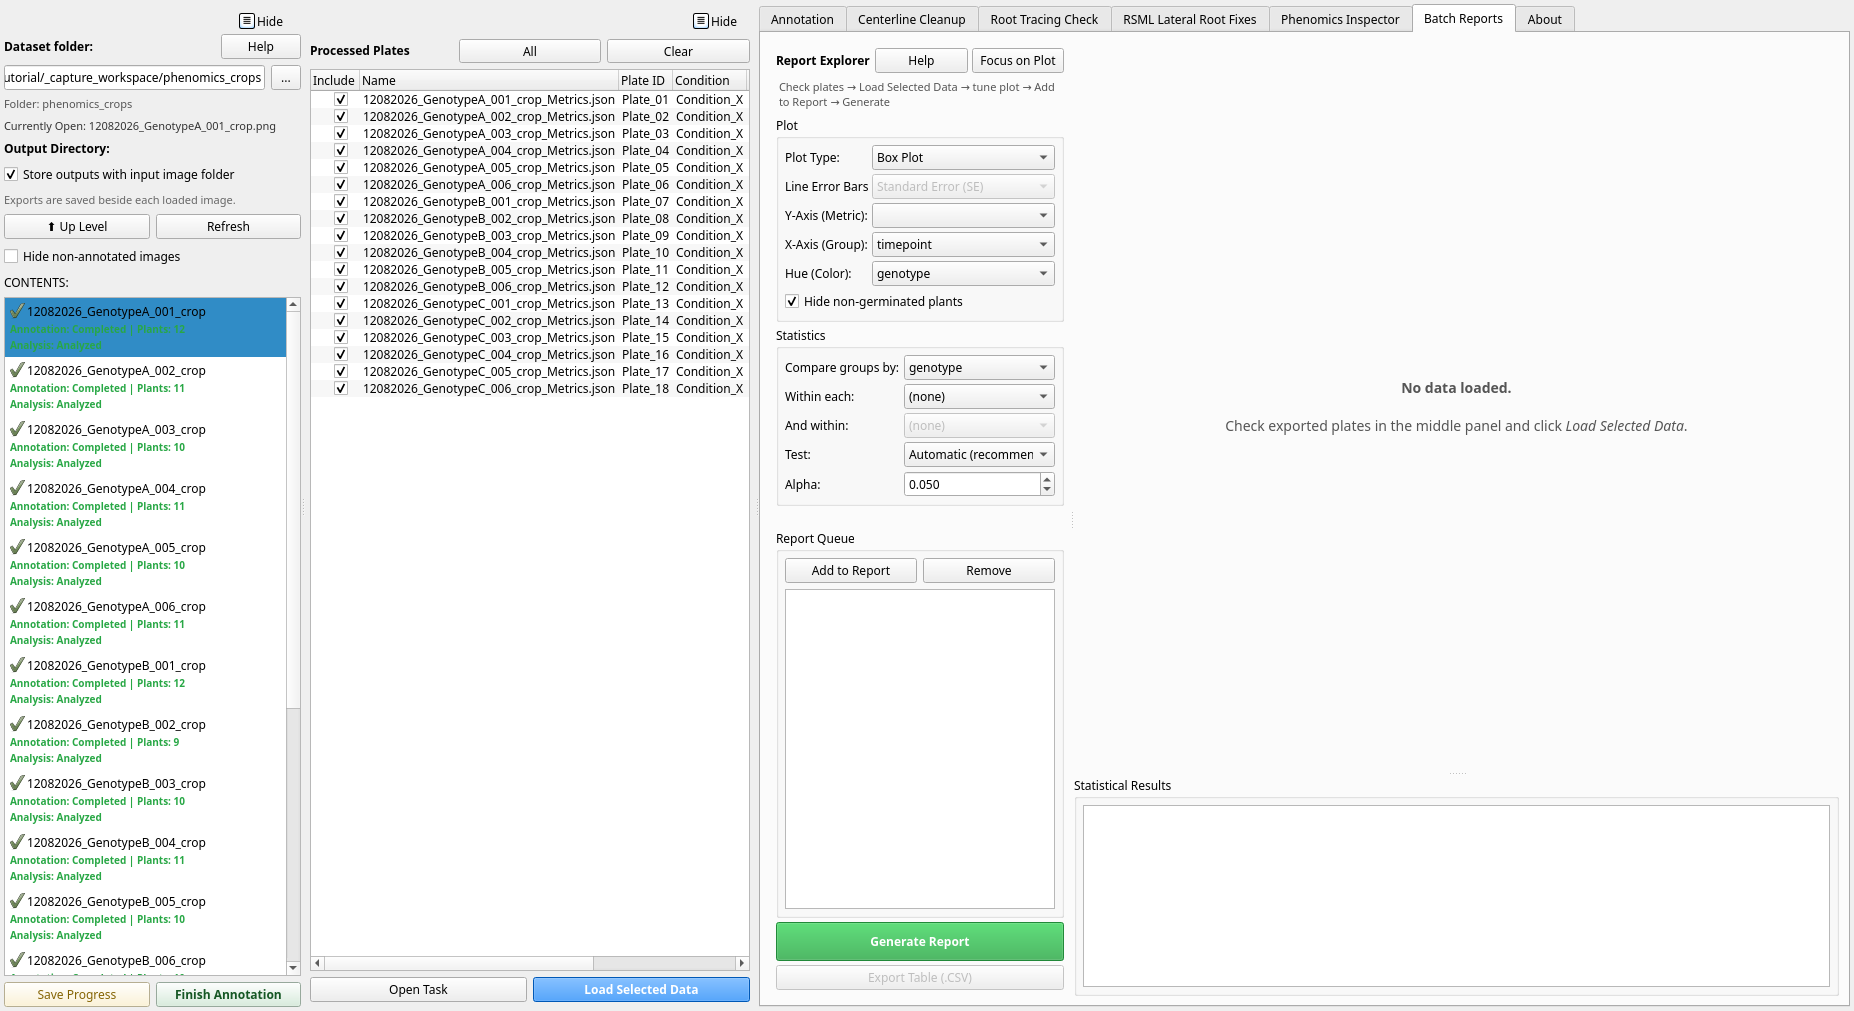 Hide
Dataset folder:
Help
utorial/_capture_workspace/phenomics_crops
...
Folder: phenomics_crops
Currently Open: 12082026_GenotypeA_001_crop.png
Output Directory:
Store outputs with input image folder
Exports are saved beside each loaded image.
Up Level
Refresh
Hide non-annotated images
CONTENTS:
12082026_GenotypeA_001_crop
Annotation: Completed | Plants: 12
Analysis: Analyzed
12082026_GenotypeA_002_crop
Annotation: Completed | Plants: 11
Analysis: Analyzed
12082026_GenotypeA_003_crop
Annotation: Completed | Plants: 10
Analysis: Analyzed
12082026_GenotypeA_004_crop
Annotation: Completed | Plants: 11
Analysis: Analyzed
12082026_GenotypeA_005_crop
Annotation: Completed | Plants: 10
Analysis: Analyzed
12082026_GenotypeA_006_crop
Annotation: Completed | Plants: 11
Analysis: Analyzed
12082026_GenotypeB_001_crop
Annotation: Completed | Plants: 12
Analysis: Analyzed
12082026_GenotypeB_002_crop
Annotation: Completed | Plants: 9
Analysis: Analyzed
12082026_GenotypeB_003_crop
Annotation: Completed | Plants: 10
Analysis: Analyzed
12082026_GenotypeB_004_crop
Annotation: Completed | Plants: 11
Analysis: Analyzed
12082026_GenotypeB_005_crop
Annotation: Completed | Plants: 10
Analysis: Analyzed
12082026_GenotypeB_006_crop
Save Progress
Finish Annotation
Hide
Processed Plates
All
Clear
Include Name Plate ID Condition
12082026_GenotypeA_001_crop_Metrics.json Plate_01 Condition_X
12082026_GenotypeA_002_crop_Metrics.json Plate_02 Condition_X
12082026_GenotypeA_003_crop_Metrics.json Plate_03 Condition_X
12082026_GenotypeA_004_crop_Metrics.json Plate_04 Condition_X
12082026_GenotypeA_005_crop_Metrics.json Plate_05 Condition_X
12082026_GenotypeA_006_crop_Metrics.json Plate_06 Condition_X
12082026_GenotypeB_001_crop_Metrics.json Plate_07 Condition_X
12082026_GenotypeB_002_crop_Metrics.json Plate_08 Condition_X
12082026_GenotypeB_003_crop_Metrics.json Plate_09 Condition_X
12082026_GenotypeB_004_crop_Metrics.json Plate_10 Condition_X
12082026_GenotypeB_005_crop_Metrics.json Plate_11 Condition_X
12082026_GenotypeB_006_crop_Metrics.json Plate_12 Condition_X
12082026_GenotypeC_001_crop_Metrics.json Plate_13 Condition_X
12082026_GenotypeC_002_crop_Metrics.json Plate_14 Condition_X
12082026_GenotypeC_003_crop_Metrics.json Plate_15 Condition_X
12082026_GenotypeC_004_crop_Metrics.json Plate_16 Condition_X
12082026_GenotypeC_005_crop_Metrics.json Plate_17 Condition_X
12082026_GenotypeC_006_crop_Metrics.json Plate_18 Condition_X
Open Task
Load Selected Data
Annotation
Centerline Cleanup
Root Tracing Check
RSML Lateral Root Fixes
Phenomics Inspector
Batch Reports
About
Report Explorer
Help
Focus on Plot
Check plates → Load Selected Data → tune plot → Add
to Report → Generate
Plot
Plot Type: Box Plot
Line Error Bars Standard Error (SE)
Y-Axis (Metric):
X-Axis (Group): timepoint
Hue (Color): genotype
Hide non-germinated plants
Statistics
Compare groups by: genotype
Within each: (none)
And within: (none)
Test: Automatic (recommen
Alpha: 0.050
Report Queue
Add to Report
Remove
Generate Report
Export Table (.CSV)
No data loaded.
Check exported plates in the middle panel and click Load Selected Data.
Statistical Results